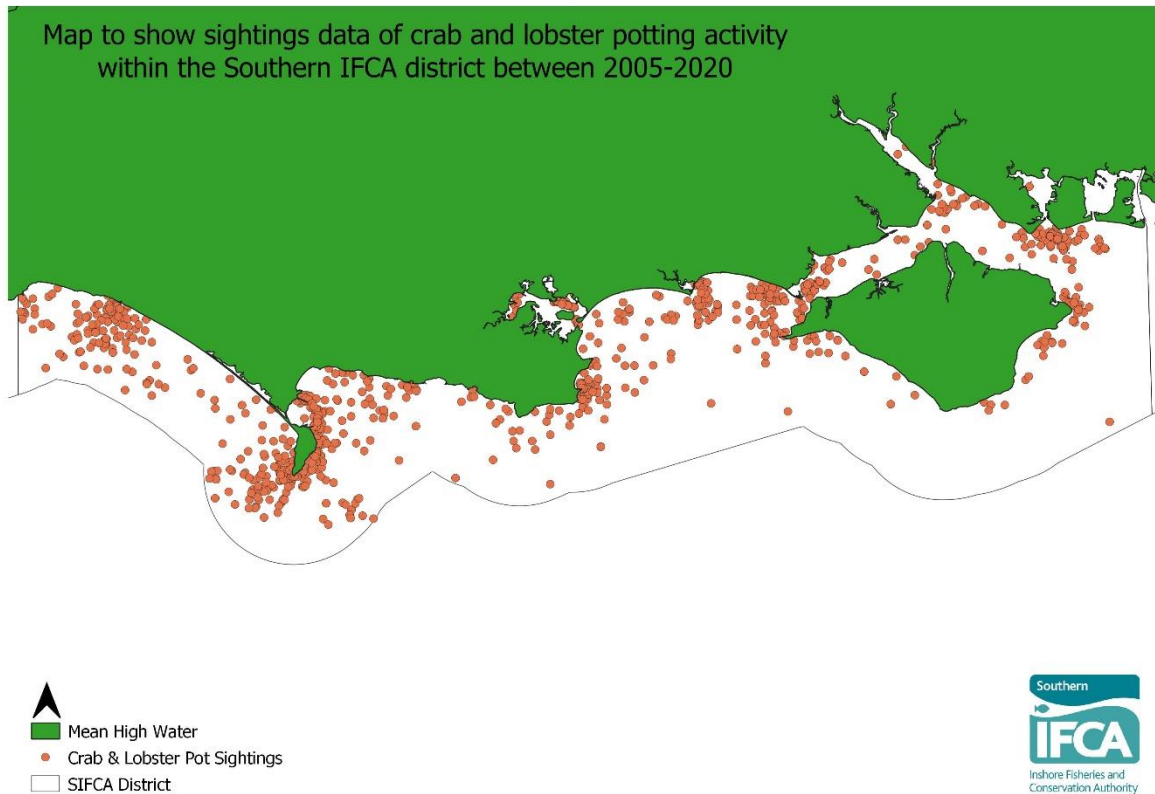 Map to show sightings data of crab and lobster potting activity
within the Southern IFCA district between 2005-2020
Mean High Water
Crab & Lobster Pot Sightings
SIFCA District
Southern
IFCA
Inshore Fisheries and
Conservation Authority